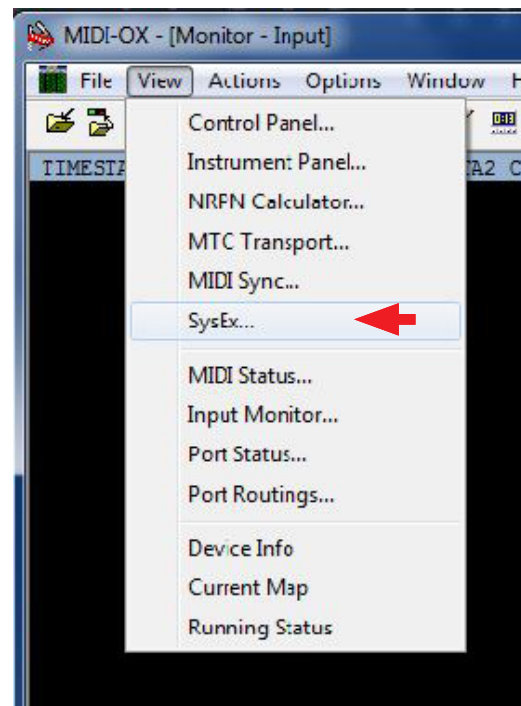 MIDI-OX - [Monitor - Input]
File View Actions Options Window
TIMESTA
TA2
Control Panel...
Instrument Panel...
NRPN Calculator...
MTC Transport...
MIDI Sync...
SysEx...
MIDI Status...
Input Monitor...
Port Status...
Port Routings...
Device Info
Current Map
Running Status